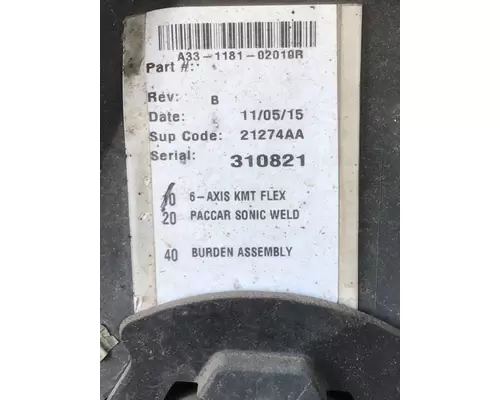 A33-1181-02019R
Part #:
Rev: B
Date: 11/05/15
Sup Code: 21274AA
Serial: 310821
10 6-AXIS KMT FLEX
20 PACCAR SONIC WELD
40 BURDEN ASSEMBLY